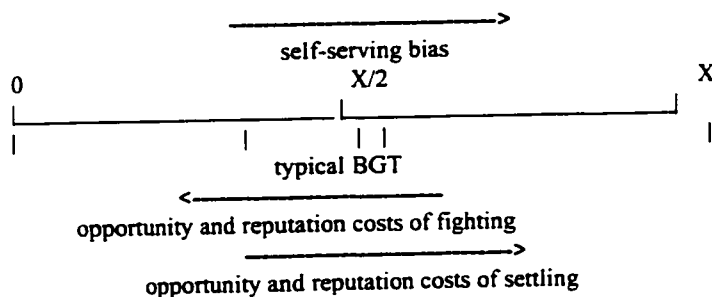 self-serving bias
0 X/2 X
typical BGT
opportunity and reputation costs of fighting
opportunity and reputation costs of settling